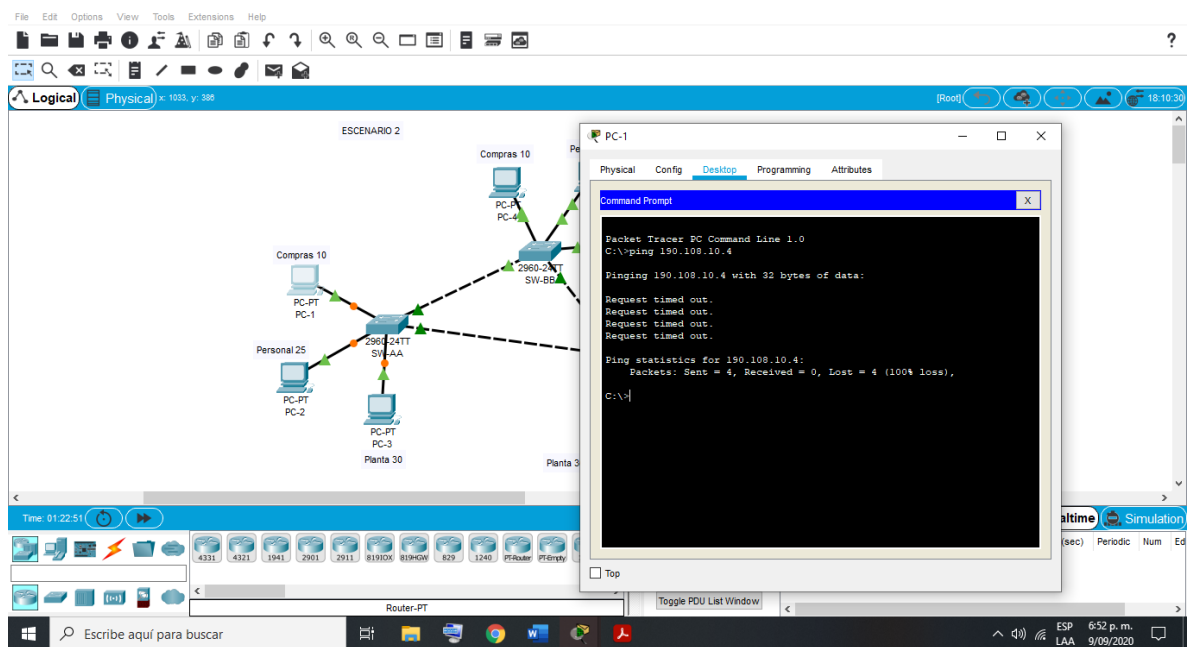 File Edit Options View Tools Extensions Help
?
Logical Physical x: 1033, y: 386 [Root] 18:10:30
ESCENARIO 2
Compras 10
PC-PT
PC-4
2960-24TT
SW-BB
Compras 10
PC-PT
PC-1
2960-24TT
SW-AA
Personal 25
PC-PT
PC-2
PC-PT
PC-3
Planta 30
Planta 3
PC-1
Physical Config Desktop Programming Attributes
Command Prompt X
Packet Tracer PC Command Line 1.0
C:\>ping 190.108.10.4
Pinging 190.108.10.4 with 32 bytes of data:
Request timed out.
Request timed out.
Request timed out.
Request timed out.
Ping statistics for 190.108.10.4:
Packets: Sent = 4, Received = 0, Lost = 4 (100% loss),
C:\>
Top
Time: 01:22:51
altime Simulation
4331 4321 1941 2901 2911 819IOX 819HGW 829 1240 PT-Router PT-Empty
Router-PT
Toggle PDU List Window
(sec) Periodic Num Ed
Escribe aquí para buscar
ESP 6:52 p. m.
LAA 9/09/2020